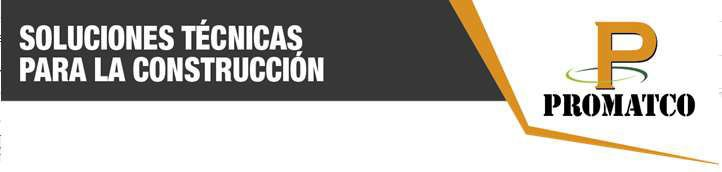 SOLUCIONES TÉCNICAS
PARA LA CONSTRUCCIÓN
P
PROMATCO